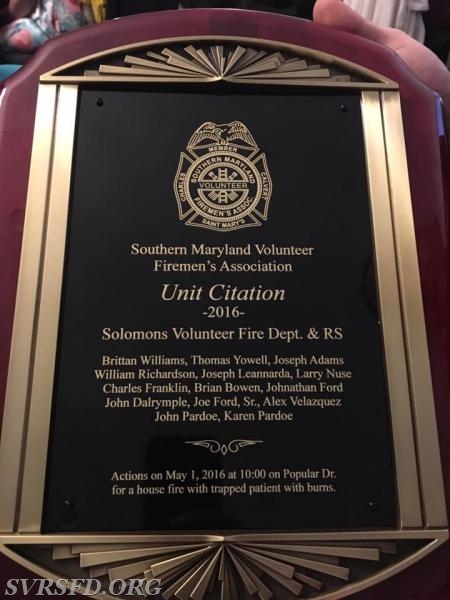 MEMBER
SOUTHERN MARYLAND
CHARLES
VOLUNTEER
CALVERT
FIREMEN'S ASSOC
SAINT MARY'S
Southern Maryland Volunteer
Firemen's Association
Unit Citation
-2016-
Solomons Volunteer Fire Dept. & RS
Brittan Williams, Thomas Yowell, Joseph Adams
William Richardson, Joseph Leannarda, Larry Nuse
Charles Franklin, Brian Bowen, Johnathan Ford
John Dalrymple, Joe Ford, Sr., Alex Velazquez
John Pardoe, Karen Pardoe
Actions on May 1, 2016 at 10:00 on Popular Dr.
for a house fire with trapped patient with burns.
SVRSFD.ORG